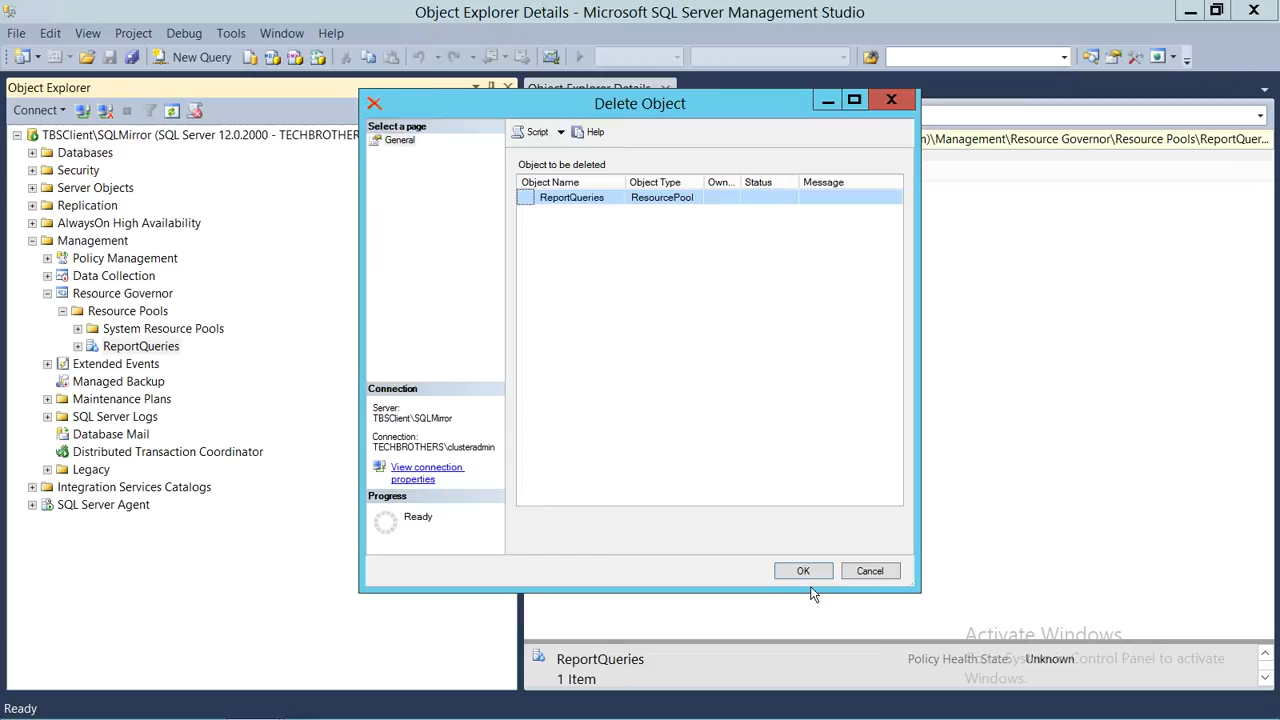 Object Explorer Details - Microsoft SQL Server Management Studio
File Edit View Project Debug Tools Window Help
New Query
Object Explorer
Object Explorer Details
Connect
TBSClient\SQLMirror (SQL Server 12.0.2000 - TECHBROTHERS
Databases
Security
Server Objects
Replication
AlwaysOn High Availability
Management
Policy Management
Data Collection
Resource Governor
Resource Pools
System Resource Pools
ReportQueries
Extended Events
Managed Backup
Maintenance Plans
SQL Server Logs
Database Mail
Distributed Transaction Coordinator
Legacy
Integration Services Catalogs
SQL Server Agent
Delete Object
Select a page
General
Script Help
Object to be deleted
Object Name Object Type Own... Status Message
ReportQueries ResourcePool
Connection
Server:
TBSClient\SQLMirror
Connection:
TECHBROTHERS\clusteradmin
View connection
properties
Progress
Ready
OK Cancel
n)\Management\Resource Governor\Resource Pools\ReportQuer...
Activate Windows
ReportQueries
Policy Health State: Unknown
Control Panel to activate
1 Item
Windows.
Ready